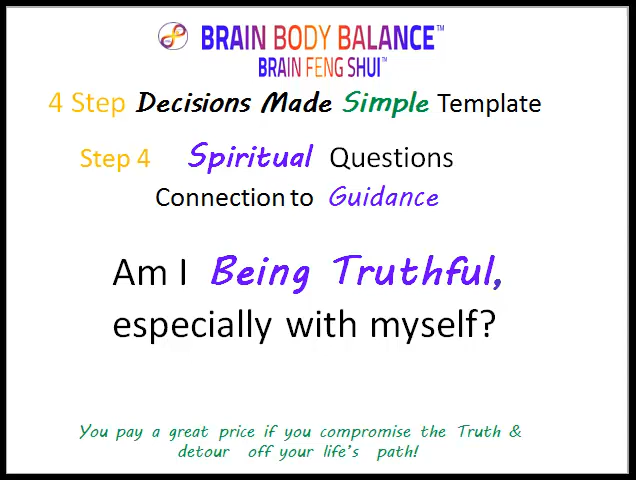 BRAIN BODY BALANCE™
BRAIN FENG SHUI™
4 Step Decisions Made Simple Template
Step 4 Spiritual Questions
Connection to Guidance
Am I Being Truthful,
especially with myself?
You pay a great price if you compromise the Truth &
detour off your life's path!